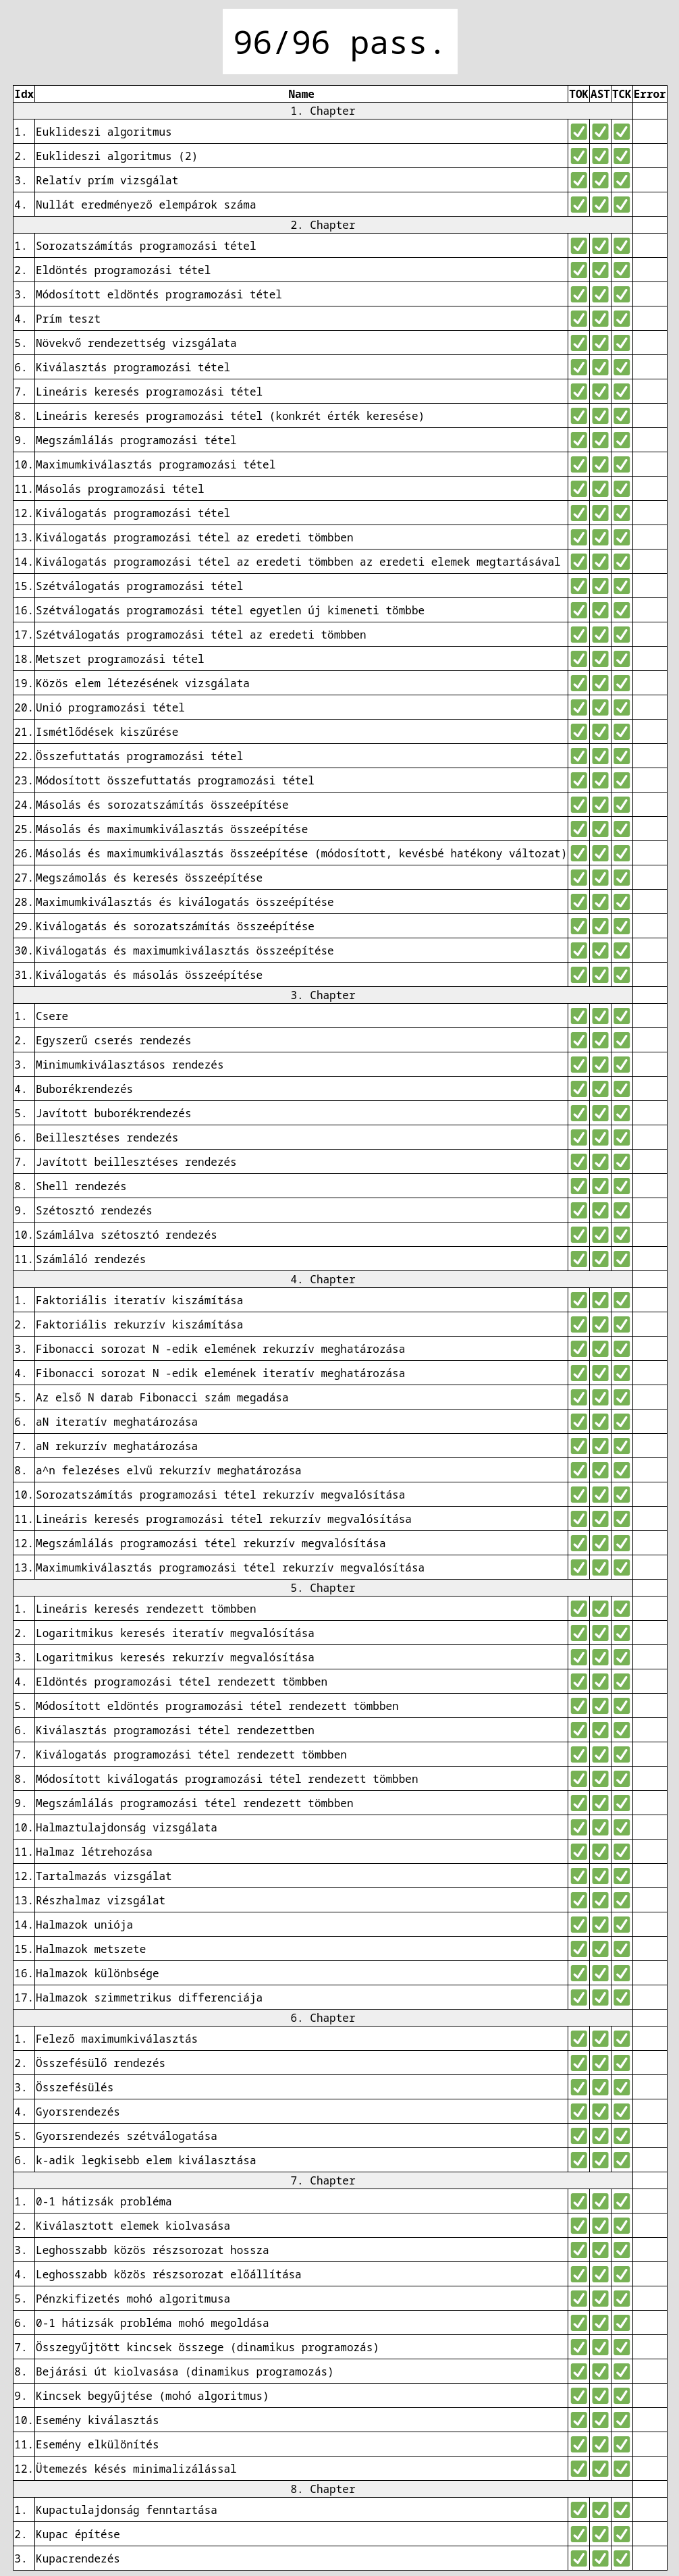 96/96 pass.
Idx Name TOK AST TCK Error
1. Chapter
1. Euklideszi algoritmus ✅ ✅ ✅
2. Euklideszi algoritmus (2) ✅ ✅ ✅
3. Relatív prím vizsgálat ✅ ✅ ✅
4. Nullát eredményező elempárok száma ✅ ✅ ✅
2. Chapter
1. Sorozatszámítás programozási tétel ✅ ✅ ✅
2. Eldöntés programozási tétel ✅ ✅ ✅
3. Módosított eldöntés programozási tétel ✅ ✅ ✅
4. Prím teszt ✅ ✅ ✅
5. Növekvő rendezettség vizsgálata ✅ ✅ ✅
6. Kiválasztás programozási tétel ✅ ✅ ✅
7. Lineáris keresés programozási tétel ✅ ✅ ✅
8. Lineáris keresés programozási tétel (konkrét érték keresése) ✅ ✅ ✅
9. Megszámlálás programozási tétel ✅ ✅ ✅
10. Maximumkiválasztás programozási tétel ✅ ✅ ✅
11. Másolás programozási tétel ✅ ✅ ✅
12. Kiválogatás programozási tétel ✅ ✅ ✅
13. Kiválogatás programozási tétel az eredeti tömbben ✅ ✅ ✅
14. Kiválogatás programozási tétel az eredeti tömbben az eredeti elemek megtartásával ✅ ✅ ✅
15. Szétválogatás programozási tétel ✅ ✅ ✅
16. Szétválogatás programozási tétel egyetlen új kimeneti tömbbe ✅ ✅ ✅
17. Szétválogatás programozási tétel az eredeti tömbben ✅ ✅ ✅
18. Metszet programozási tétel ✅ ✅ ✅
19. Közös elem létezésének vizsgálata ✅ ✅ ✅
20. Unió programozási tétel ✅ ✅ ✅
21. Ismétlődések kiszűrése ✅ ✅ ✅
22. Összefuttatás programozási tétel ✅ ✅ ✅
23. Módosított összefuttatás programozási tétel ✅ ✅ ✅
24. Másolás és sorozatszámítás összeépítése ✅ ✅ ✅
25. Másolás és maximumkiválasztás összeépítése ✅ ✅ ✅
26. Másolás és maximumkiválasztás összeépítése (módosított, kevésbé hatékony változat) ✅ ✅ ✅
27. Megszámolás és keresés összeépítése ✅ ✅ ✅
28. Maximumkiválasztás és kiválogatás összeépítése ✅ ✅ ✅
29. Kiválogatás és sorozatszámítás összeépítése ✅ ✅ ✅
30. Kiválogatás és maximumkiválasztás összeépítése ✅ ✅ ✅
31. Kiválogatás és másolás összeépítése ✅ ✅ ✅
3. Chapter
1. Csere ✅ ✅ ✅
2. Egyszerű cserés rendezés ✅ ✅ ✅
3. Minimumkiválasztásos rendezés ✅ ✅ ✅
4. Buborékrendezés ✅ ✅ ✅
5. Javított buborékrendezés ✅ ✅ ✅
6. Beillesztéses rendezés ✅ ✅ ✅
7. Javított beillesztéses rendezés ✅ ✅ ✅
8. Shell rendezés ✅ ✅ ✅
9. Szétosztó rendezés ✅ ✅ ✅
10. Számlálva szétosztó rendezés ✅ ✅ ✅
11. Számláló rendezés ✅ ✅ ✅
4. Chapter
1. Faktoriális iteratív kiszámítása ✅ ✅ ✅
2. Faktoriális rekurzív kiszámítása ✅ ✅ ✅
3. Fibonacci sorozat N -edik elemének rekurzív meghatározása ✅ ✅ ✅
4. Fibonacci sorozat N -edik elemének iteratív meghatározása ✅ ✅ ✅
5. Az első N darab Fibonacci szám megadása ✅ ✅ ✅
6. aN iteratív meghatározása ✅ ✅ ✅
7. aN rekurzív meghatározása ✅ ✅ ✅
8. a^n felezéses elvű rekurzív meghatározása ✅ ✅ ✅
10. Sorozatszámítás programozási tétel rekurzív megvalósítása ✅ ✅ ✅
11. Lineáris keresés programozási tétel rekurzív megvalósítása ✅ ✅ ✅
12. Megszámlálás programozási tétel rekurzív megvalósítása ✅ ✅ ✅
13. Maximumkiválasztás programozási tétel rekurzív megvalósítása ✅ ✅ ✅
5. Chapter
1. Lineáris keresés rendezett tömbben ✅ ✅ ✅
2. Logaritmikus keresés iteratív megvalósítása ✅ ✅ ✅
3. Logaritmikus keresés rekurzív megvalósítása ✅ ✅ ✅
4. Eldöntés programozási tétel rendezett tömbben ✅ ✅ ✅
5. Módosított eldöntés programozási tétel rendezett tömbben ✅ ✅ ✅
6. Kiválasztás programozási tétel rendezettben ✅ ✅ ✅
7. Kiválogatás programozási tétel rendezett tömbben ✅ ✅ ✅
8. Módosított kiválogatás programozási tétel rendezett tömbben ✅ ✅ ✅
9. Megszámlálás programozási tétel rendezett tömbben ✅ ✅ ✅
10. Halmaztulajdonság vizsgálata ✅ ✅ ✅
11. Halmaz létrehozása ✅ ✅ ✅
12. Tartalmazás vizsgálat ✅ ✅ ✅
13. Részhalmaz vizsgálat ✅ ✅ ✅
14. Halmazok uniója ✅ ✅ ✅
15. Halmazok metszete ✅ ✅ ✅
16. Halmazok különbsége ✅ ✅ ✅
17. Halmazok szimmetrikus differenciája ✅ ✅ ✅
6. Chapter
1. Felező maximumkiválasztás ✅ ✅ ✅
2. Összefésülő rendezés ✅ ✅ ✅
3. Összefésülés ✅ ✅ ✅
4. Gyorsrendezés ✅ ✅ ✅
5. Gyorsrendezés szétválogatása ✅ ✅ ✅
6. k-adik legkisebb elem kiválasztása ✅ ✅ ✅
7. Chapter
1. 0-1 hátizsák probléma ✅ ✅ ✅
2. Kiválasztott elemek kiolvasása ✅ ✅ ✅
3. Leghosszabb közös részsorozat hossza ✅ ✅ ✅
4. Leghosszabb közös részsorozat előállítása ✅ ✅ ✅
5. Pénzkifizetés mohó algoritmusa ✅ ✅ ✅
6. 0-1 hátizsák probléma mohó megoldása ✅ ✅ ✅
7. Összegyűjtött kincsek összege (dinamikus programozás) ✅ ✅ ✅
8. Bejárási út kiolvasása (dinamikus programozás) ✅ ✅ ✅
9. Kincsek begyűjtése (mohó algoritmus) ✅ ✅ ✅
10. Esemény kiválasztás ✅ ✅ ✅
11. Esemény elkülönítés ✅ ✅ ✅
12. Ütemezés késés minimalizálással ✅ ✅ ✅
8. Chapter
1. Kupactulajdonság fenntartása ✅ ✅ ✅
2. Kupac építése ✅ ✅ ✅
3. Kupacrendezés ✅ ✅ ✅